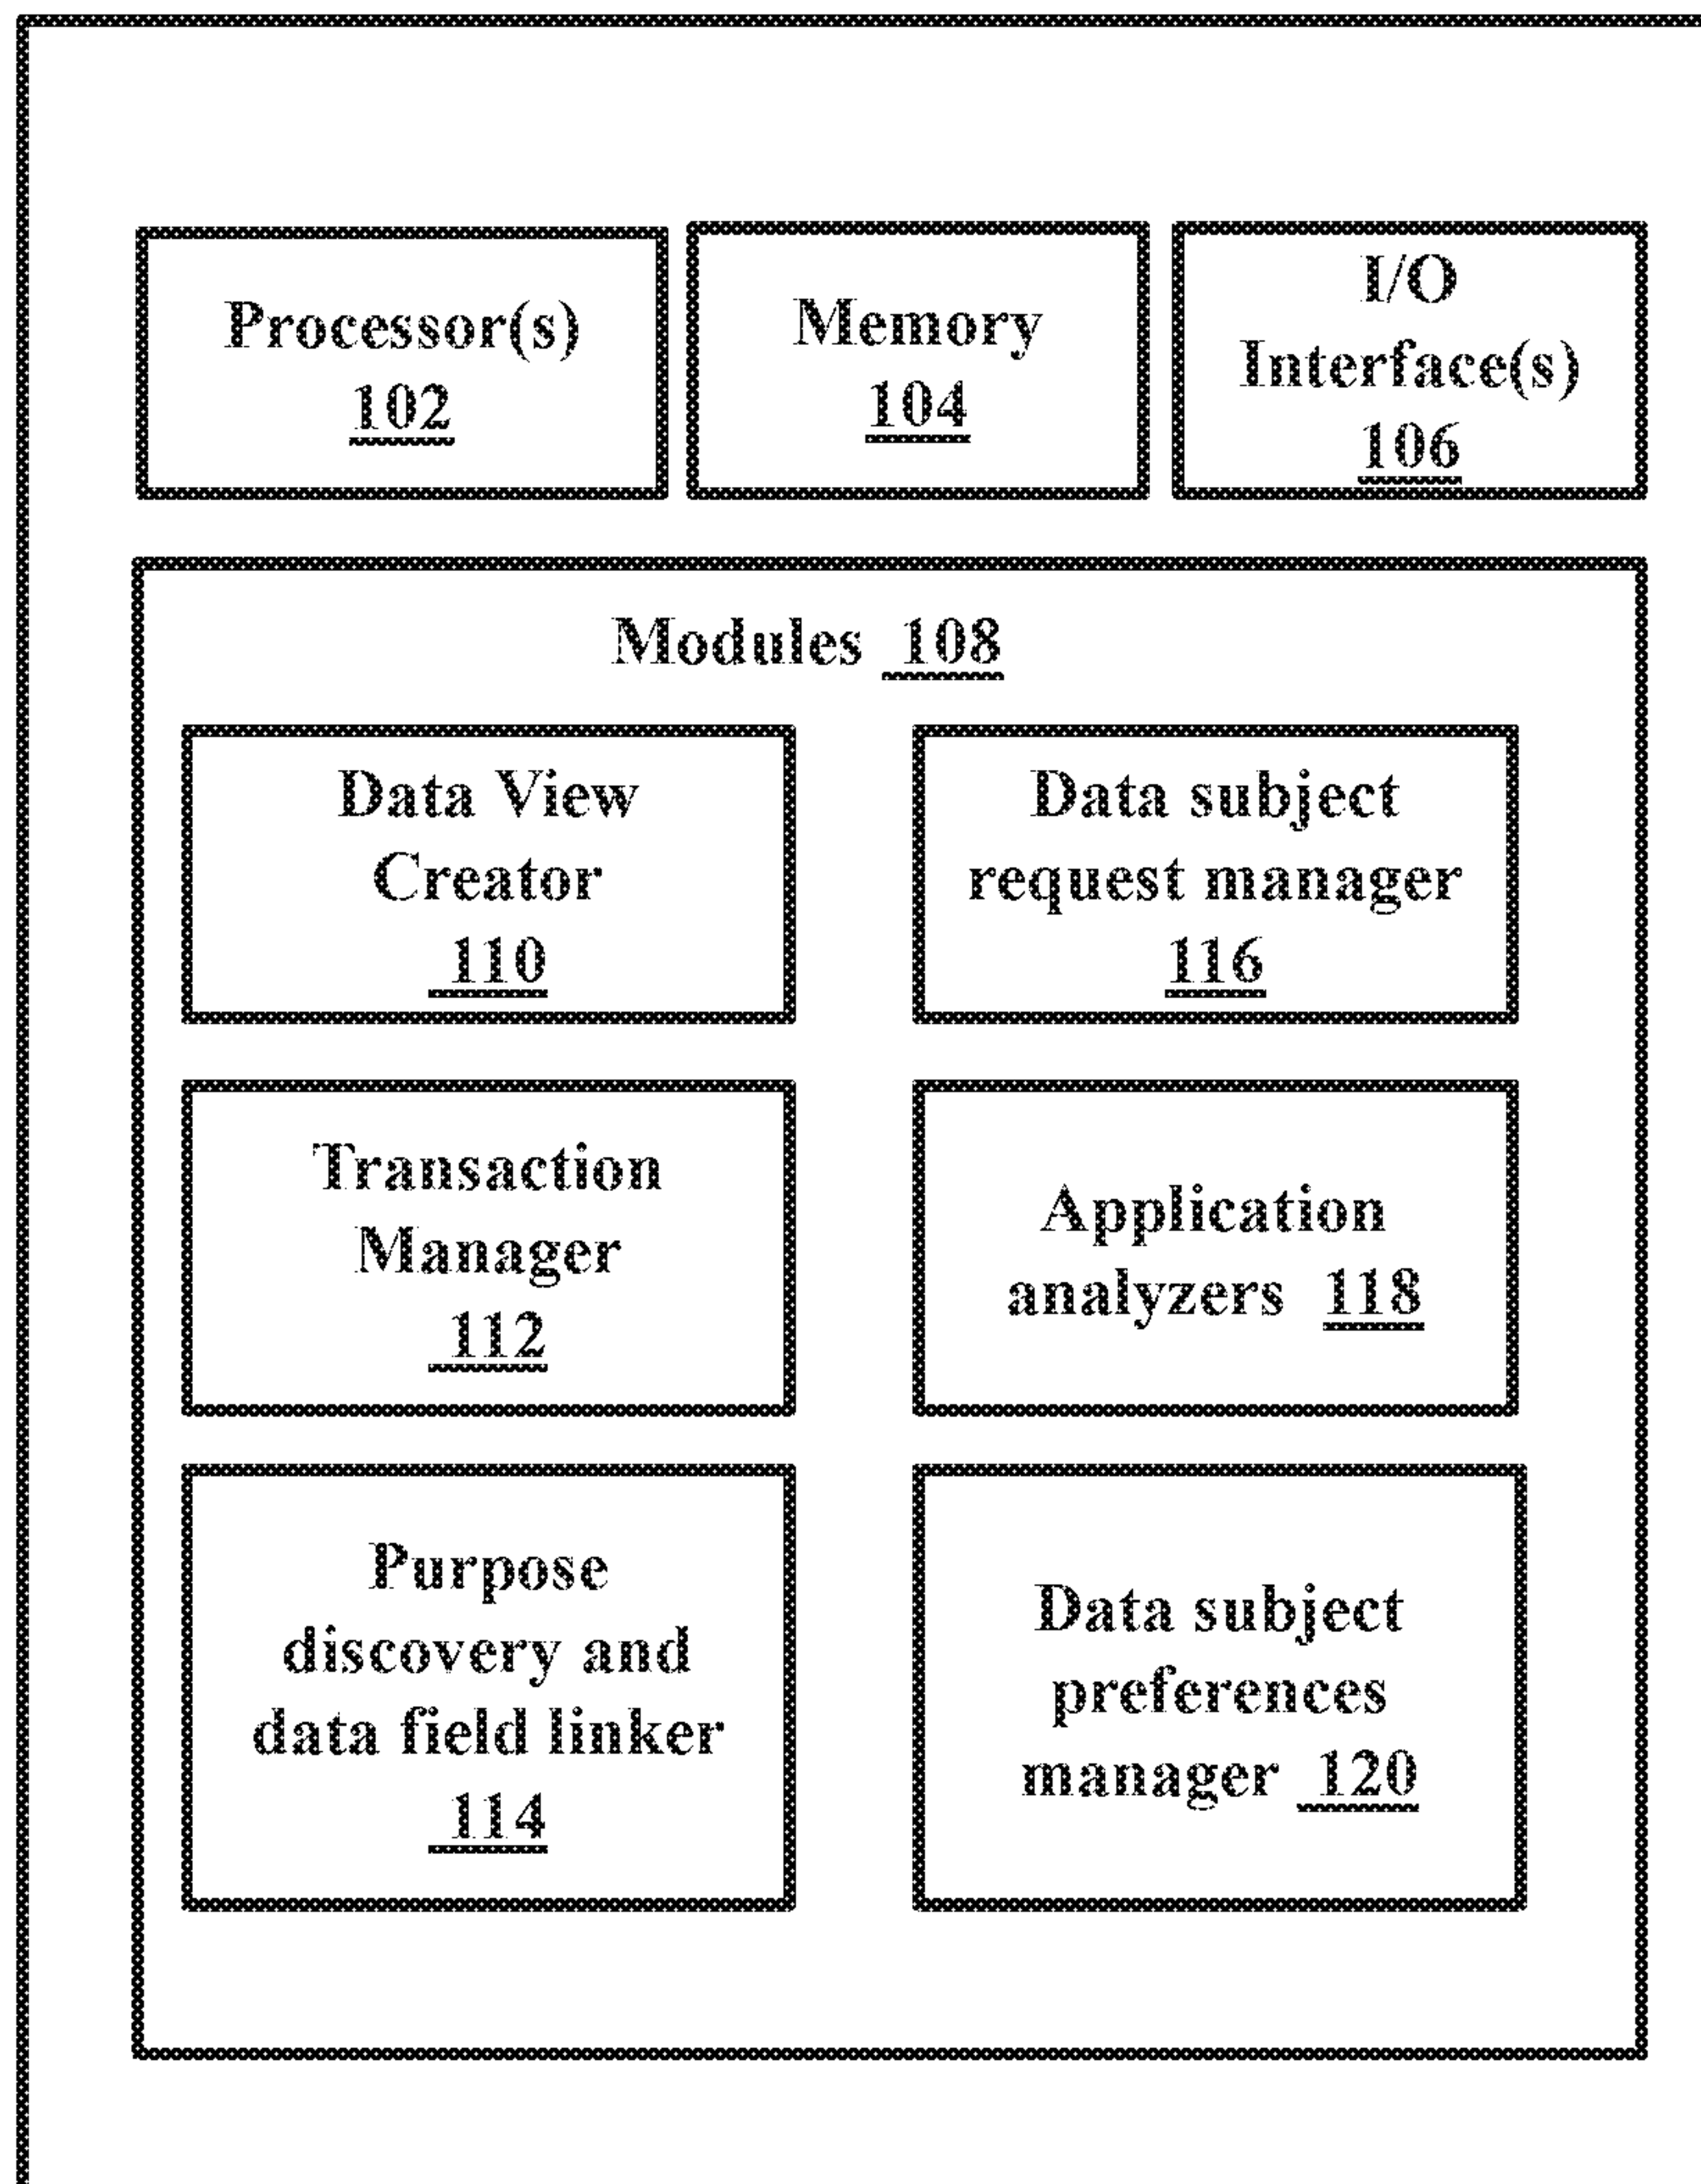 Processor(s)
102
Memory
104
I/O
Interface(s)
106
Modules 108
Data View
Creator
110
Data subject
request manager
116
Transaction
Manager
112
Application
analyzers 118
Purpose
discovery and
data field linker
114
Data subject
preferences
manager 120